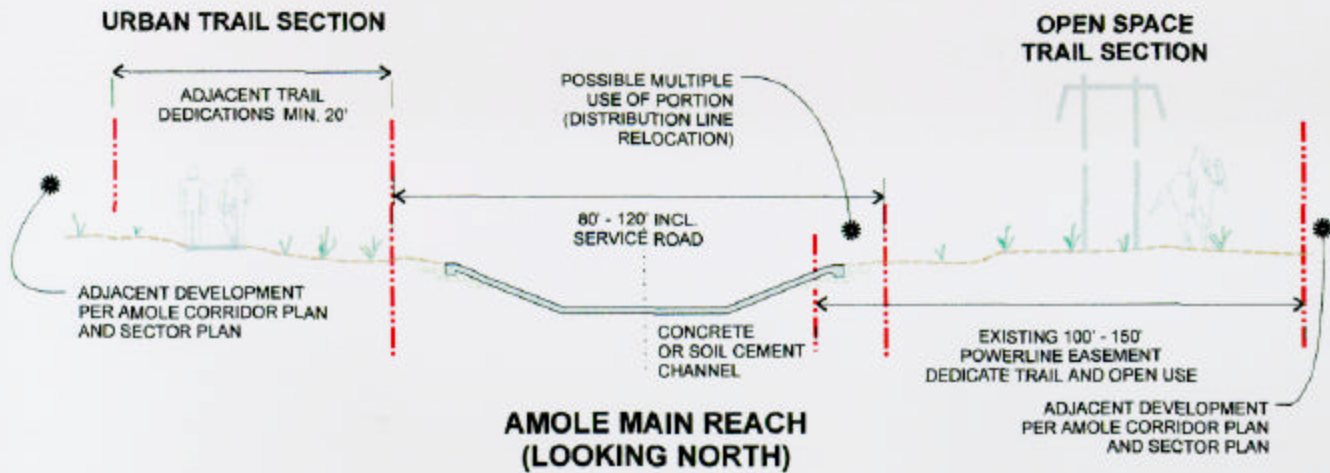 URBAN TRAIL SECTION
ADJACENT TRAIL
DEDICATIONS MIN. 20'
POSSIBLE MULTIPLE
USE OF PORTION
(DISTRIBUTION LINE
RELOCATION)
OPEN SPACE
TRAIL SECTION
80' - 120' INCL.
SERVICE ROAD
ADJACENT DEVELOPMENT
PER AMOLE CORRIDOR PLAN
AND SECTOR PLAN
CONCRETE
OR SOIL CEMENT
CHANNEL
EXISTING 100' - 150'
POWERLINE EASEMENT
DEDICATE TRAIL AND OPEN USE
ADJACENT DEVELOPMENT
PER AMOLE CORRIDOR PLAN
AND SECTOR PLAN
AMOLE MAIN REACH
(LOOKING NORTH)